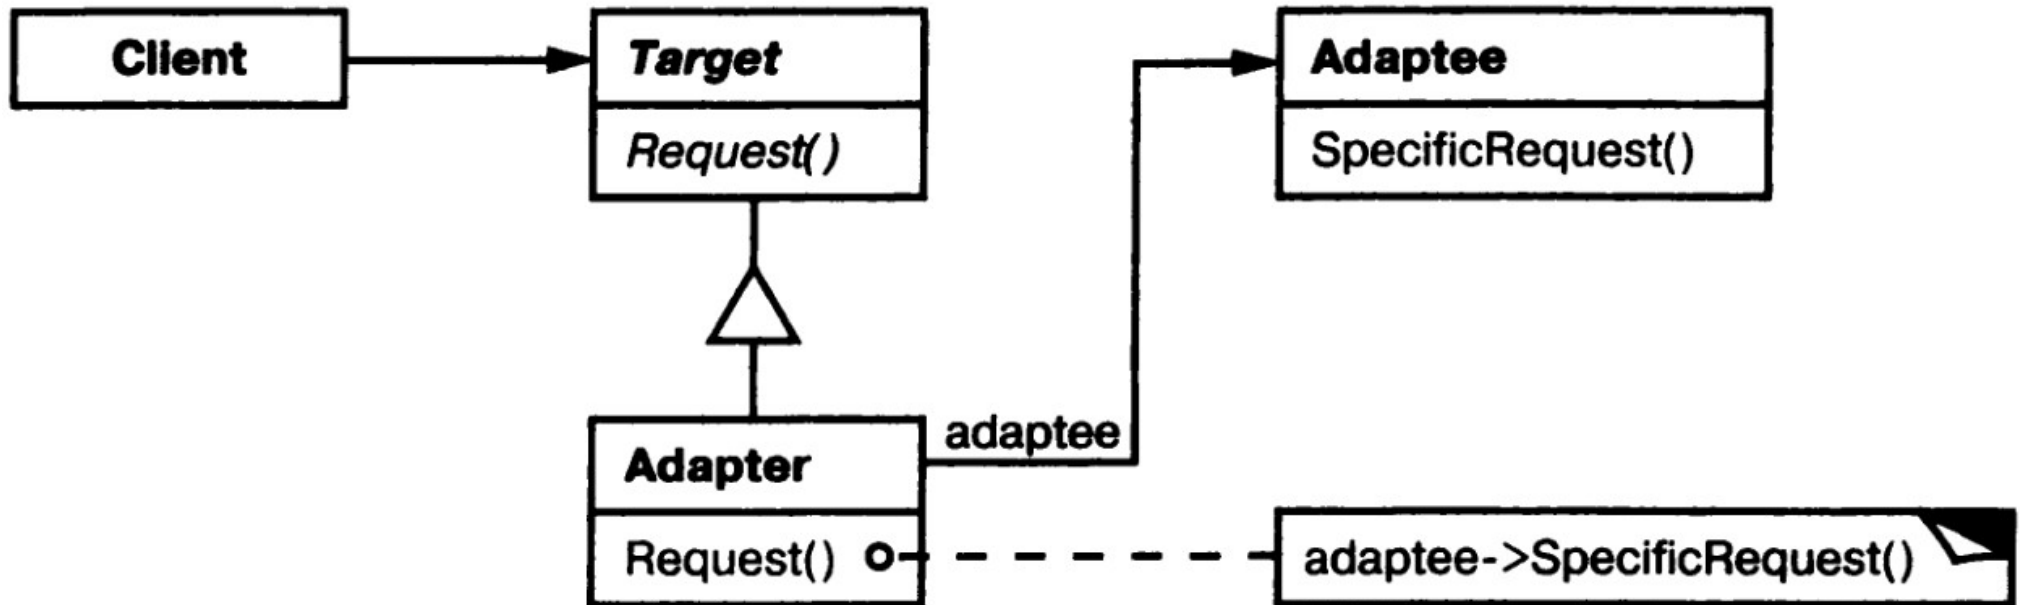 Client
Target
Request()
Adaptee
SpecificRequest()
adaptee
Adapter
Request()
adaptee->SpecificRequest()